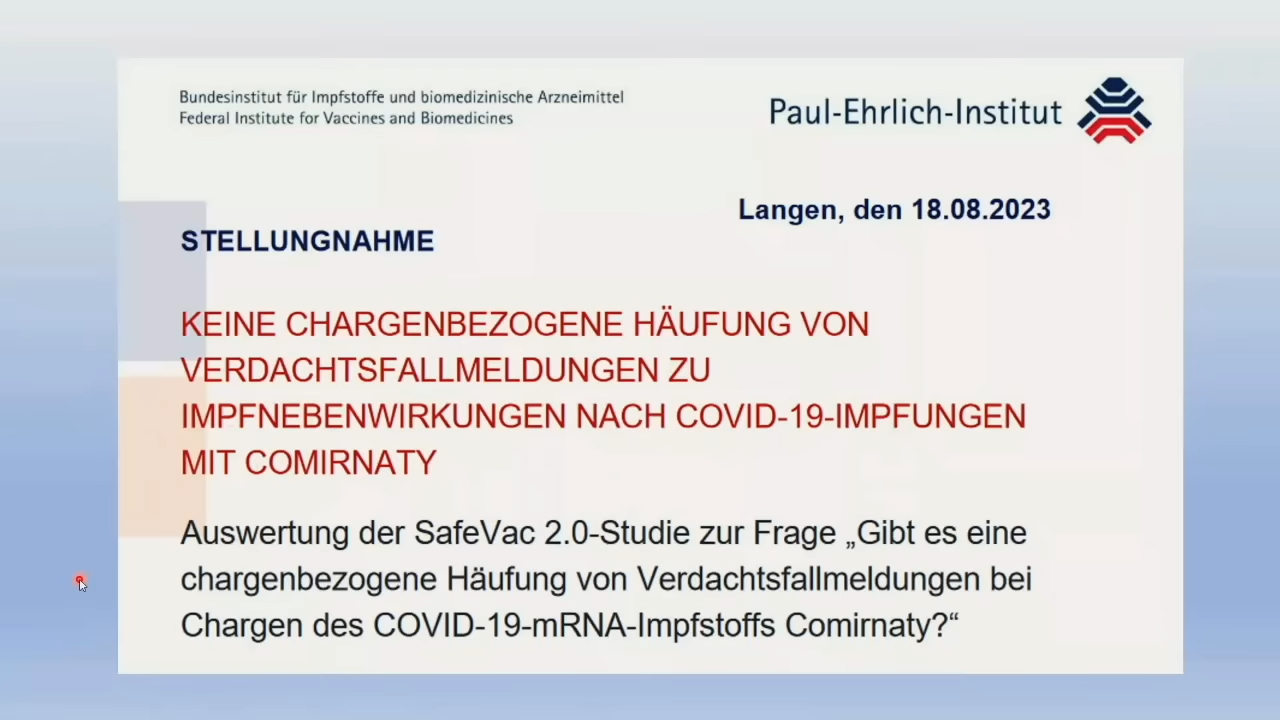 Bundesinstitut für Impfstoffe und biomedizinische Arzneimittel
Federal Institute for Vaccines and Biomedicines
Paul-Ehrlich-Institut
Langen, den 18.08.2023
STELLUNGNAHME
KEINE CHARGENBEZOGENE HÄUFUNG VON
VERDACHTSFALLMELDUNGEN ZU
IMPFNEBENWIRKUNGEN NACH COVID-19-IMPFUNGEN
MIT COMIRNATY
Auswertung der SafeVac 2.0-Studie zur Frage „Gibt es eine
chargenbezogene Häufung von Verdachtsfallmeldungen bei
Chargen des COVID-19-mRNA-Impfstoffs Comirnaty?“